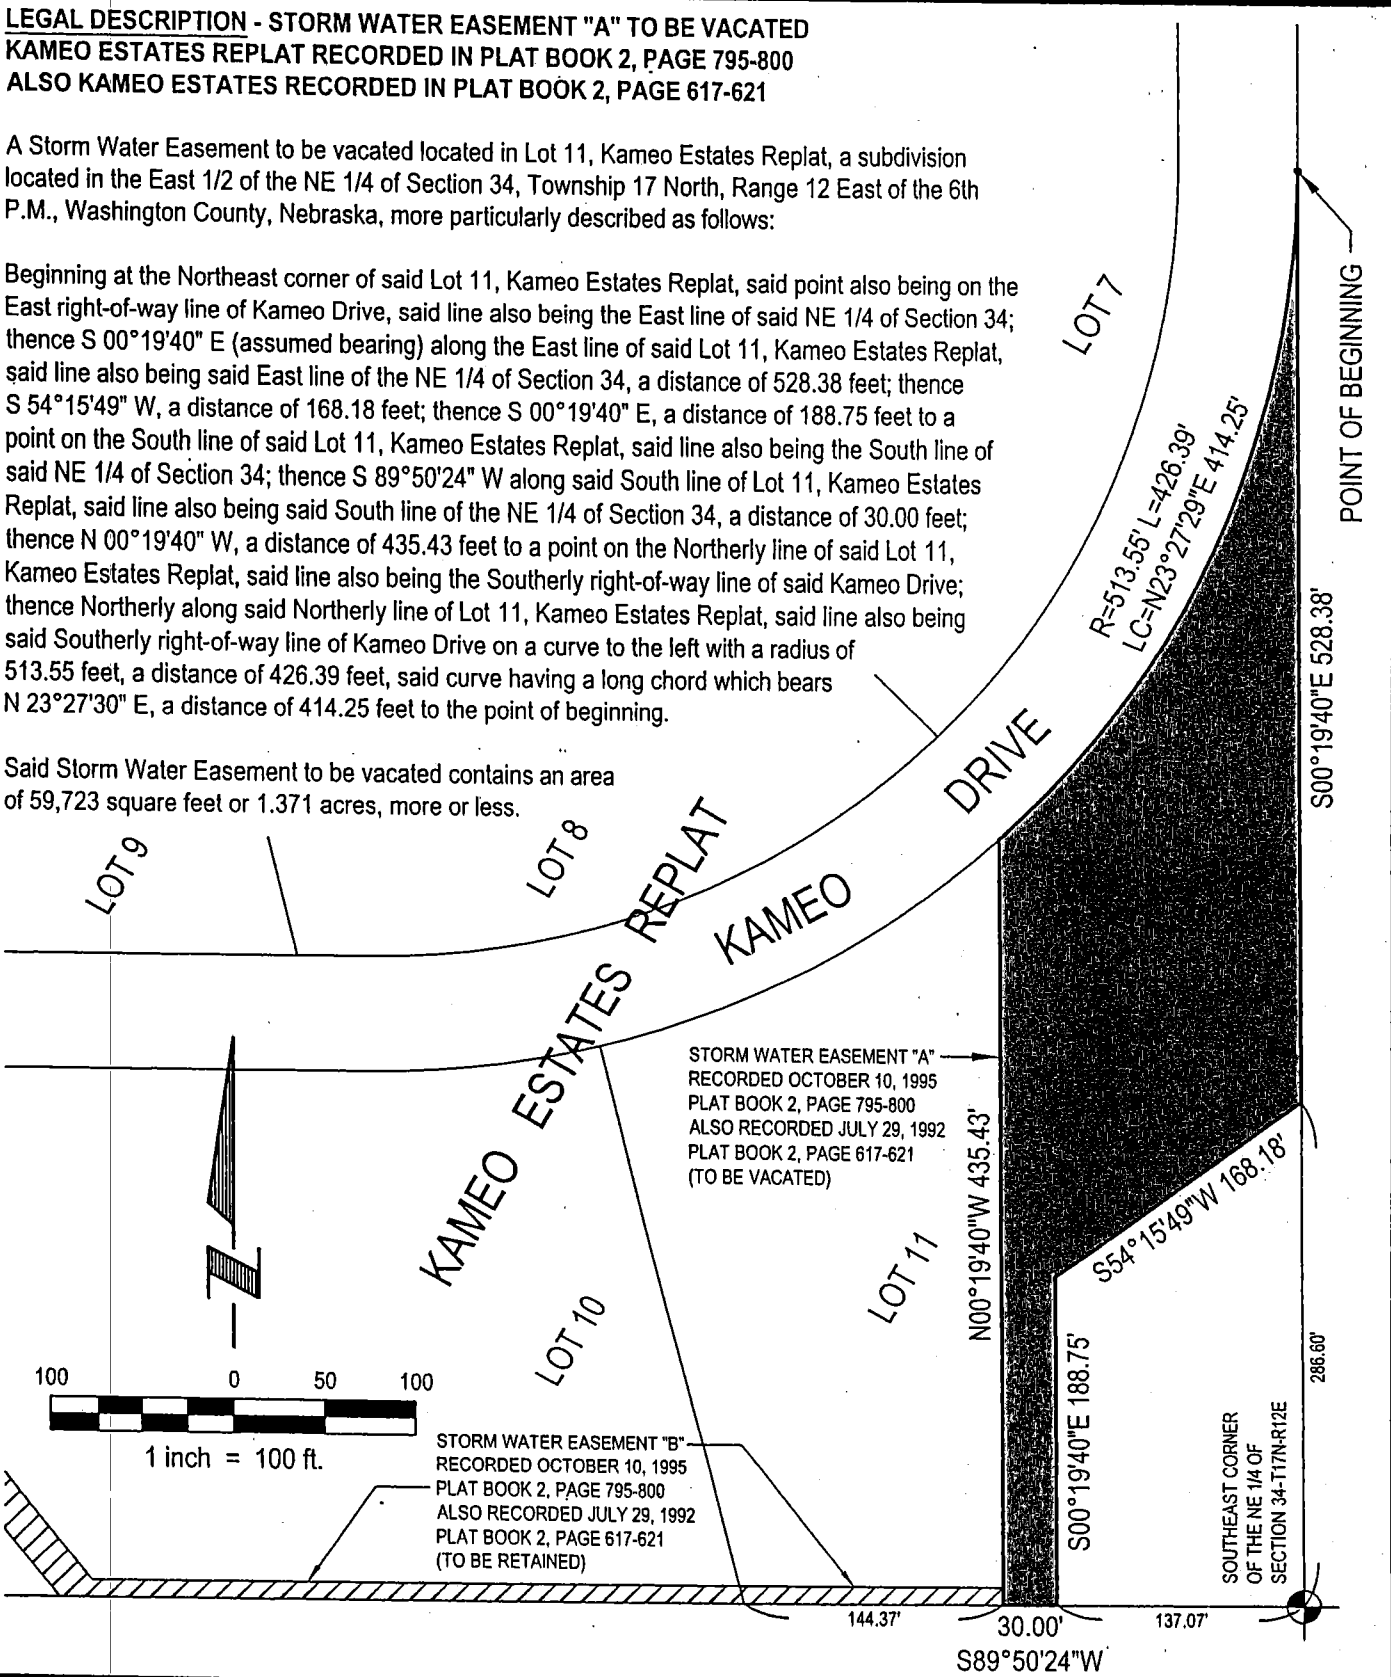 LEGAL DESCRIPTION - STORM WATER EASEMENT "A" TO BE VACATED
KAMEO ESTATES REPLAT RECORDED IN PLAT BOOK 2, PAGE 795-800
ALSO KAMEO ESTATES RECORDED IN PLAT BOOK 2, PAGE 617-621
A Storm Water Easement to be vacated located in Lot 11, Kameo Estates Replat, a subdivision
located in the East 1/2 of the NE 1/4 of Section 34, Township 17 North, Range 12 East of the 6th
P.M., Washington County, Nebraska, more particularly described as follows:
Beginning at the Northeast corner of said Lot 11, Kameo Estates Replat, said point also being on the
East right-of-way line of Kameo Drive, said line also being the East line of said NE 1/4 of Section 34;
thence S 00°19'40" E (assumed bearing) along the East line of said Lot 11, Kameo Estates Replat,
said line also being said East line of the NE 1/4 of Section 34, a distance of 528.38 feet; thence
S 54°15'49" W, a distance of 168.18 feet; thence S 00°19'40" E, a distance of 188.75 feet to a
point on the South line of said Lot 11, Kameo Estates Replat, said line also being the South line of
said NE 1/4 of Section 34; thence S 89°50'24" W along said South line of Lot 11, Kameo Estates
Replat, said line also being said South line of the NE 1/4 of Section 34, a distance of 30.00 feet;
thence N 00°19'40" W, a distance of 435.43 feet to a point on the Northerly line of said Lot 11,
Kameo Estates Replat, said line also being the Southerly right-of-way line of said Kameo Drive;
thence Northerly along said Northerly line of Lot 11, Kameo Estates Replat, said line also being
said Southerly right-of-way line of Kameo Drive on a curve to the left with a radius of
513.55 feet, a distance of 426.39 feet, said curve having a long chord which bears
N 23°27'30" E, a distance of 414.25 feet to the point of beginning.
Said Storm Water Easement to be vacated contains an area
of 59,723 square feet or 1.371 acres, more or less.
LOT 7
POINT OF BEGINNING
R=513.55' L=426.39'
LC=N23°27'29"E 414.25'
S00°19'40"E 528.38'
LOT 9
LOT 8
KAMEO ESTATES REPLAT
KAMEO DRIVE
STORM WATER EASEMENT "A"
RECORDED OCTOBER 10, 1995
PLAT BOOK 2, PAGE 795-800
ALSO RECORDED JULY 29, 1992
PLAT BOOK 2, PAGE 617-621
(TO BE VACATED)
N00°19'40"W 435.43'
S54°15'49"W 168.18'
LOT 11
LOT 10
Z
100 0 50 100
1 inch = 100 ft.
S00°19'40"E 188.75'
286.60'
SOUTHEAST CORNER
OF THE NE 1/4 OF
SECTION 34-T17N-R12E
STORM WATER EASEMENT "B"
RECORDED OCTOBER 10, 1995
PLAT BOOK 2, PAGE 795-800
ALSO RECORDED JULY 29, 1992
PLAT BOOK 2, PAGE 617-621
(TO BE RETAINED)
144.37'
30.00'
137.07'
S89°50'24"W